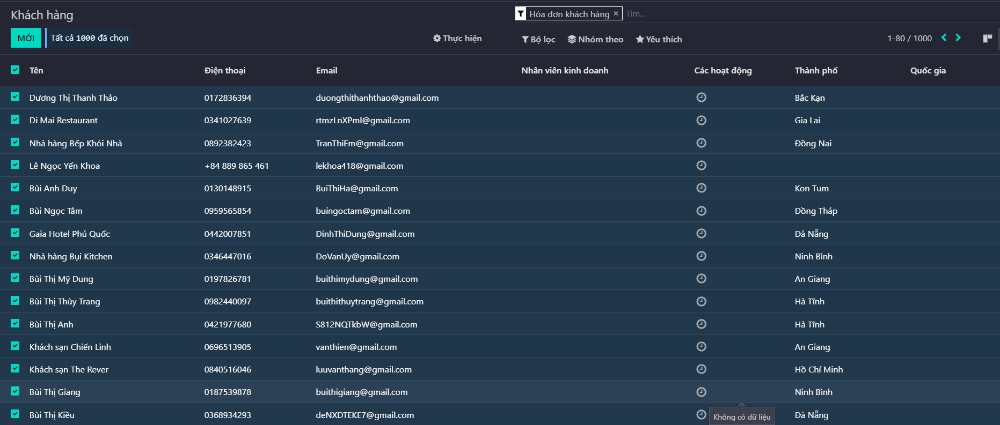 Khách hàng
Hóa đơn khách hàng × Tìm...
MỚI Tất cả 1000 đã chọn Thực hiện Bộ lọc Nhóm theo Yêu thích 1-80 / 1000
Tên Điện thoại Email Nhân viên kinh doanh Các hoạt động Thành phố Quốc gia
Dương Thị Thanh Thảo 0172836394 duongthithanhthao@gmail.com Bắc Kạn
Di Mai Restaurant 0341027639 rtmzLnXPml@gmail.com Gia Lai
Nhà hàng Bếp Khói Nhà 0892382423 TranThiEm@gmail.com Đồng Nai
Lê Ngọc Yến Khoa +84 889 865 461 lekhoa418@gmail.com
Bùi Anh Duy 0130148915 BuiThiHa@gmail.com Kon Tum
Bùi Ngọc Tâm 0959565854 buingoctam@gmail.com Đồng Tháp
Gaia Hotel Phú Quốc 0442007851 DinhThiDung@gmail.com Đà Nẵng
Nhà hàng Bụi Kitchen 0346447016 DoVanUy@gmail.com Ninh Bình
Bùi Thị Mỹ Dung 0197826781 buithimydung@gmail.com An Giang
Bùi Thị Thùy Trang 0982440097 buithithuytrang@gmail.com Hà Tĩnh
Bùi Thị Anh 0421977680 S812NQTkbW@gmail.com Hà Tĩnh
Khách sạn Chiến Linh 0696513905 vanthien@gmail.com An Giang
Khách sạn The Rever 0840516046 luuvanthang@gmail.com Hồ Chí Minh
Bùi Thị Giang 0187539878 buithigiang@gmail.com Ninh Bình
Bùi Thị Kiều 0368934293 deNXDTEKE7@gmail.com Không có dữ liệu Đà Nẵng